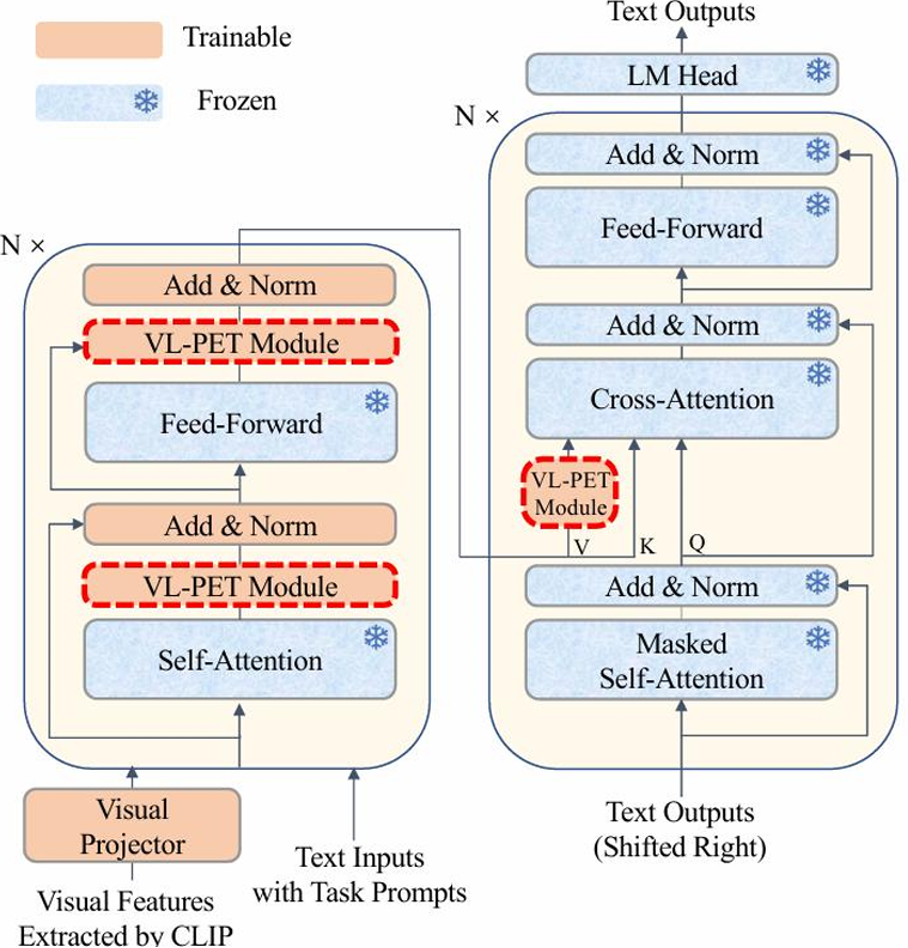 Trainable
Frozen
N ×
Add & Norm
VL-PET Module
Feed-Forward
Add & Norm
VL-PET Module
Self-Attention
Visual
Projector
Visual Features
Extracted by CLIP
Text Inputs
with Task Prompts
Text Outputs
LM Head
N ×
Add & Norm
Feed-Forward
Add & Norm
Cross-Attention
VL-PET
Module
V
K
Q
Add & Norm
Masked
Self-Attention
Text Outputs
(Shifted Right)